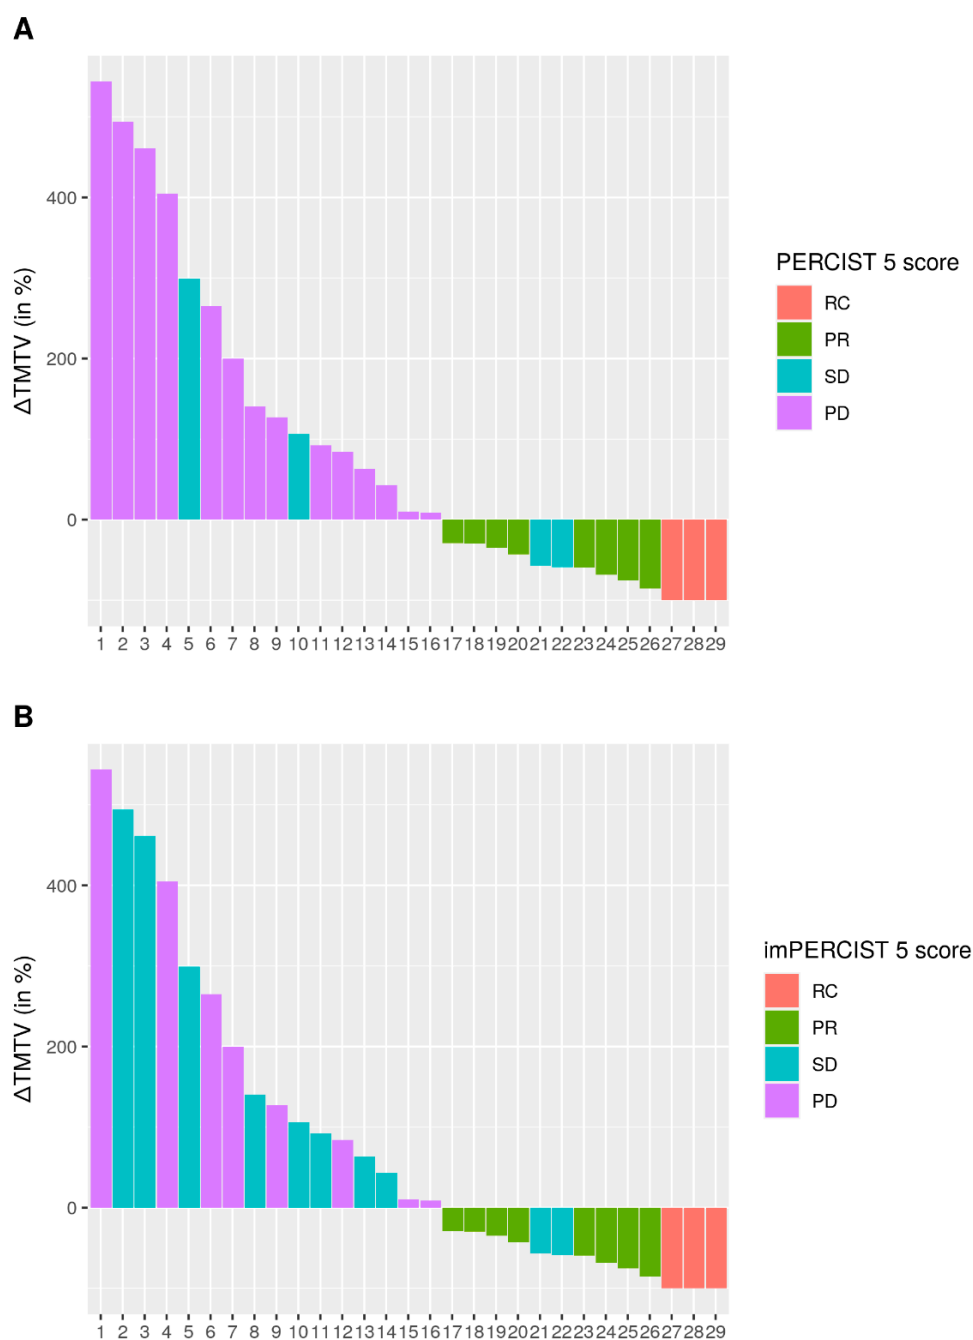 A
ΔTMTV (in %)
400
200
0
1 2 3 4 5 6 7 8 9 10 11 12 13 14 15 16 17 18 19 20 21 22 23 24 25 26 27 28 29
PERCIST 5 score
RC
PR
SD
PD
B
ΔTMTV (in %)
400
200
0
1 2 3 4 5 6 7 8 9 10 11 12 13 14 15 16 17 18 19 20 21 22 23 24 25 26 27 28 29
imPERCIST 5 score
RC
PR
SD
PD